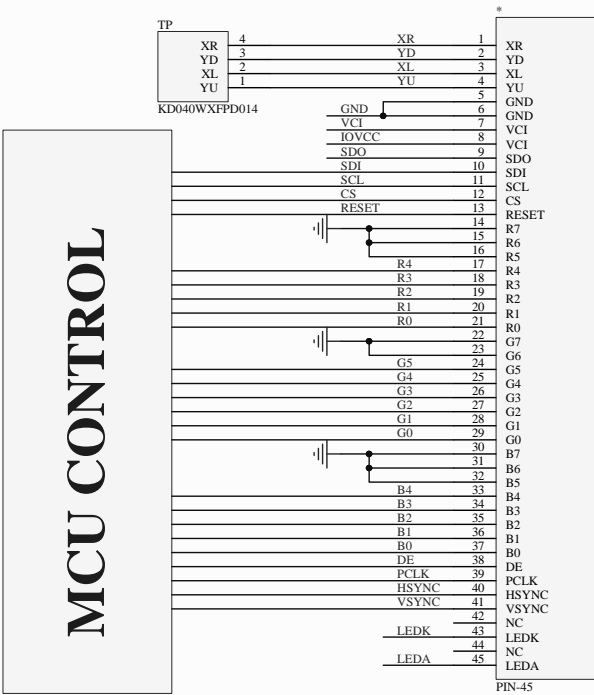 *
TP
XR 4 XR 1 XR
YD 3 YD 2 YD
XL 2 XL 3 XL
YU 1 YU 4 YU
KD040WXFPD014
5 GND
GND 6 GND
VCI 7 VCI
IOVCC 8 VCI
SDO 9 SDO
SDI 10 SDI
SCL 11 SCL
CS 12 CS
RESET 13 RESET
14 R7
15 R6
16 R5
R4 17 R4
R3 18 R3
R2 19 R2
R1 20 R1
R0 21 R0
22 G7
23 G6
G5 24 G5
G4 25 G4
G3 26 G3
G2 27 G2
G1 28 G1
G0 29 G0
30 B7
31 B6
32 B5
B4 33 B4
B3 34 B3
B2 35 B2
B1 36 B1
B0 37 B0
DE 38 DE
PCLK 39 PCLK
HSYNC 40 HSYNC
VSYNC 41 VSYNC
42 NC
LEDK 43 LEDK
44 NC
LEDA 45 LEDA
PIN-45
MCU CONTROL